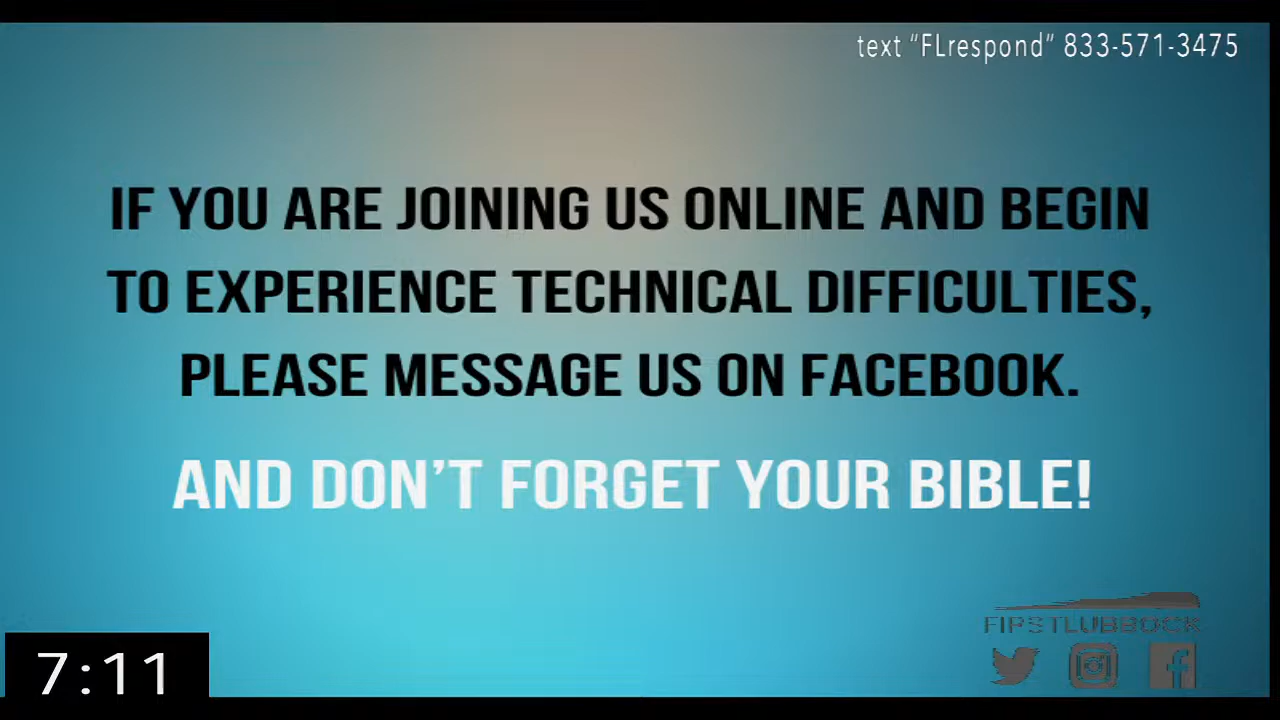 text “FLrespond” 833-571-3475
IF YOU ARE JOINING US ONLINE AND BEGIN
TO EXPERIENCE TECHNICAL DIFFICULTIES,
PLEASE MESSAGE US ON FACEBOOK.
AND DON’T FORGET YOUR BIBLE!
FIRSTLUBBOCK
7:11